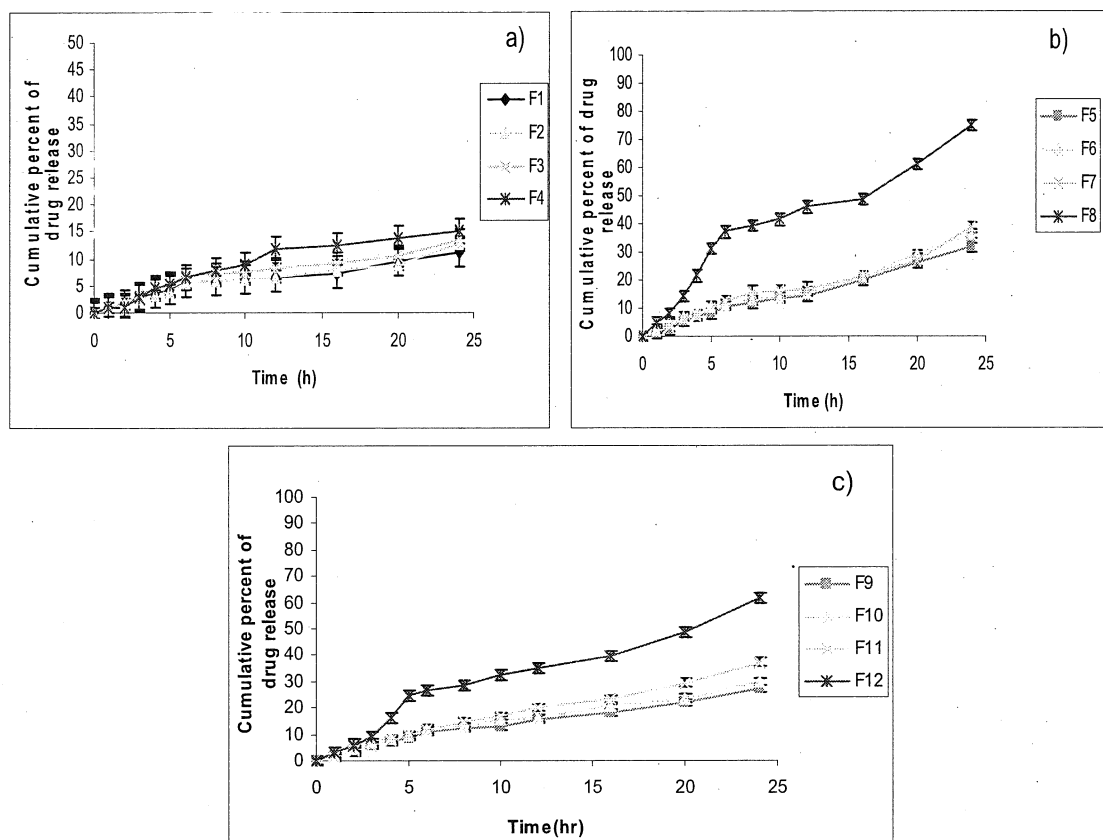 a)
Cumulative percent of
drug release
50
45
40
35
30
25
20
15
10
5
0
0 5 10 15 20 25
Time (h)
F1
F2
F3
F4
b)
Cumulative percent of drug
release
100
90
80
70
60
50
40
30
20
10
0
0 5 10 15 20 25
Time (h)
F5
F6
F7
F8
c)
Cumulative percent of
drug release
100
90
80
70
60
50
40
30
20
10
0
0 5 10 15 20 25
Time(hr)
F9
F10
F11
F12